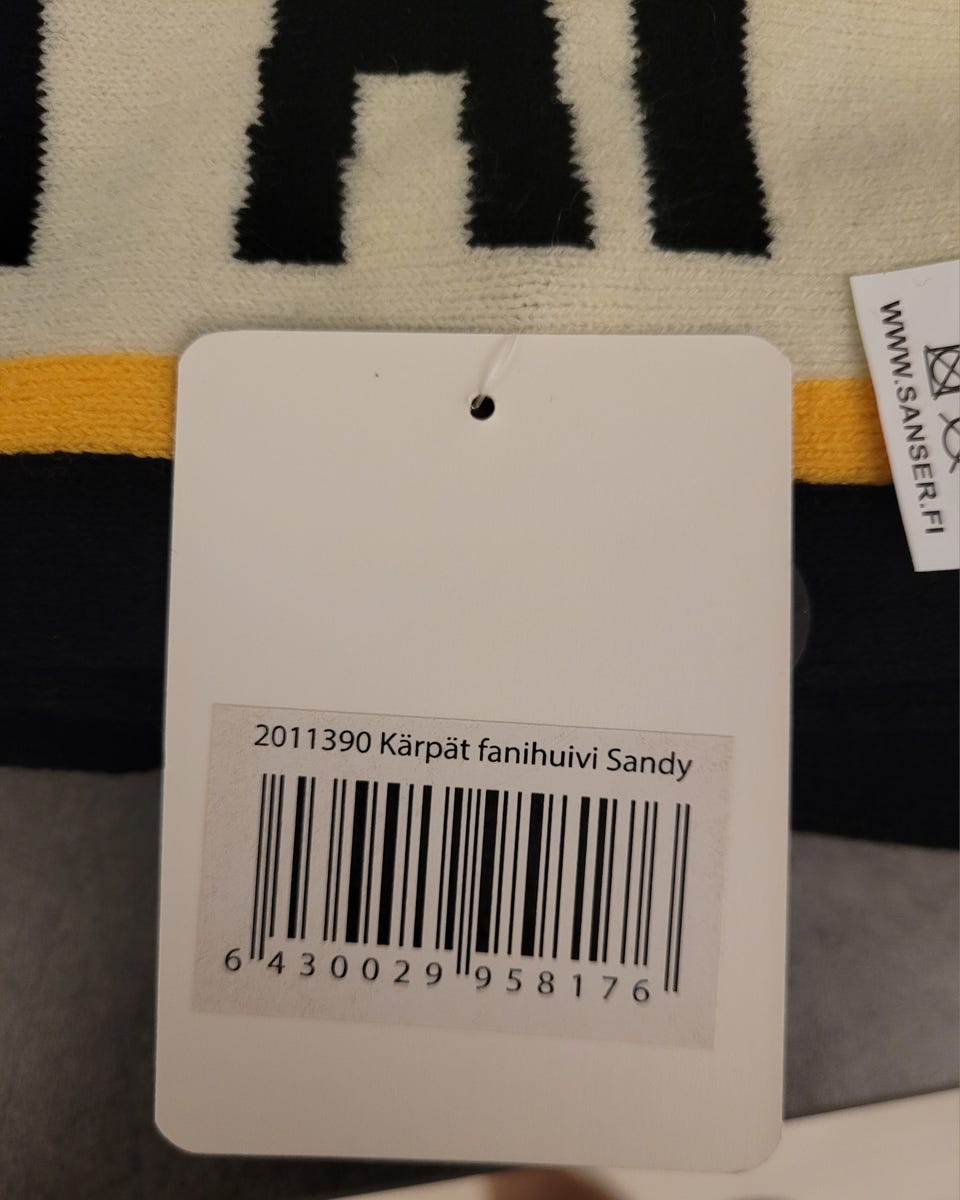 WWW.SANSER.FI
2011390 Kärpät fanihuivi Sandy
6 430029 958176